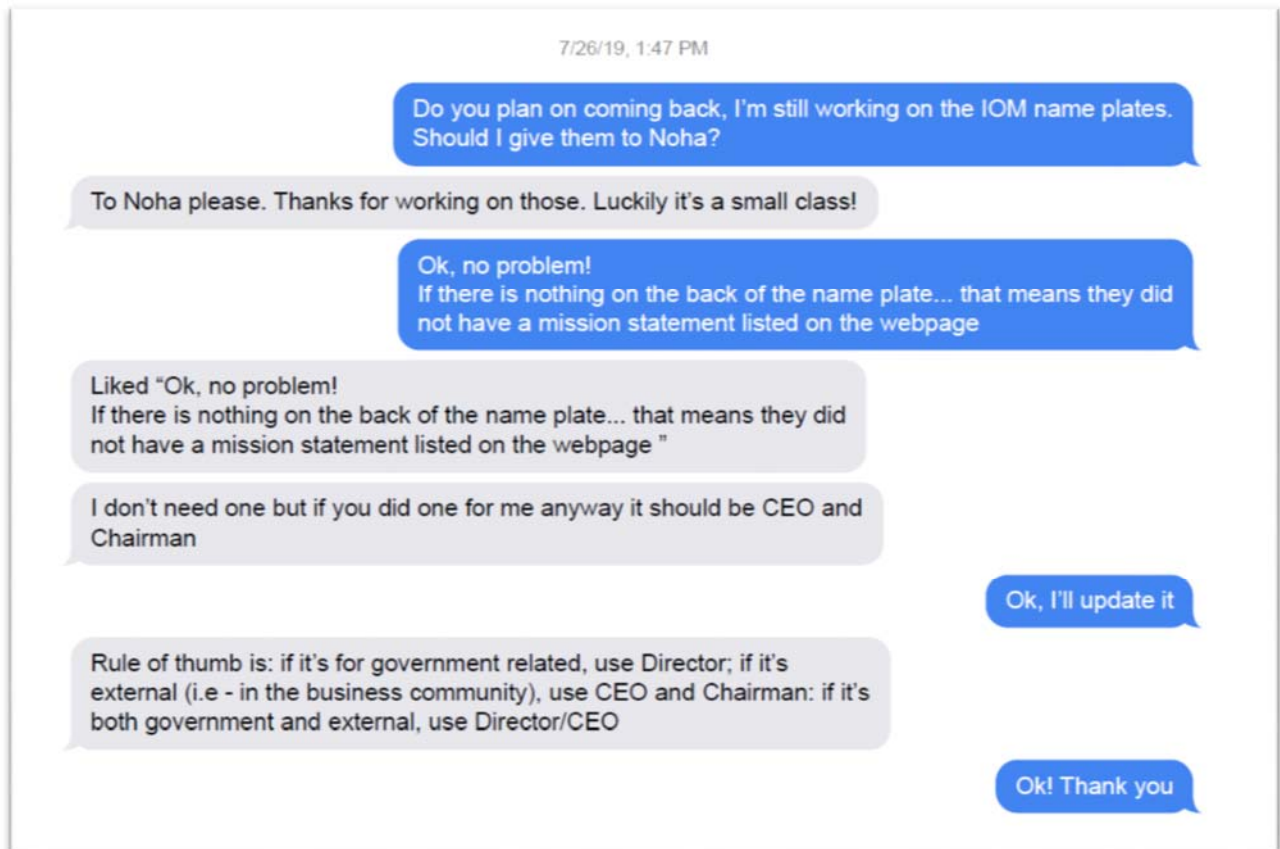 7/26/19, 1:47 PM
Do you plan on coming back, I'm still working on the IOM name plates.
Should I give them to Noha?
To Noha please. Thanks for working on those. Luckily it's a small class!
Ok, no problem!
If there is nothing on the back of the name plate... that means they did
not have a mission statement listed on the webpage
Liked “Ok, no problem!
If there is nothing on the back of the name plate... that means they did
not have a mission statement listed on the webpage ”
I don't need one but if you did one for me anyway it should be CEO and
Chairman
Ok, I'll update it
Rule of thumb is: if it's for government related, use Director; if it's
external (i.e - in the business community), use CEO and Chairman: if it's
both government and external, use Director/CEO
Ok! Thank you